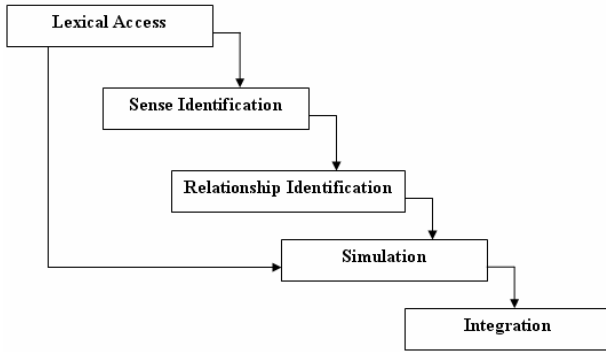 Lexical Access
Sense Identification
Relationship Identification
Simulation
Integration